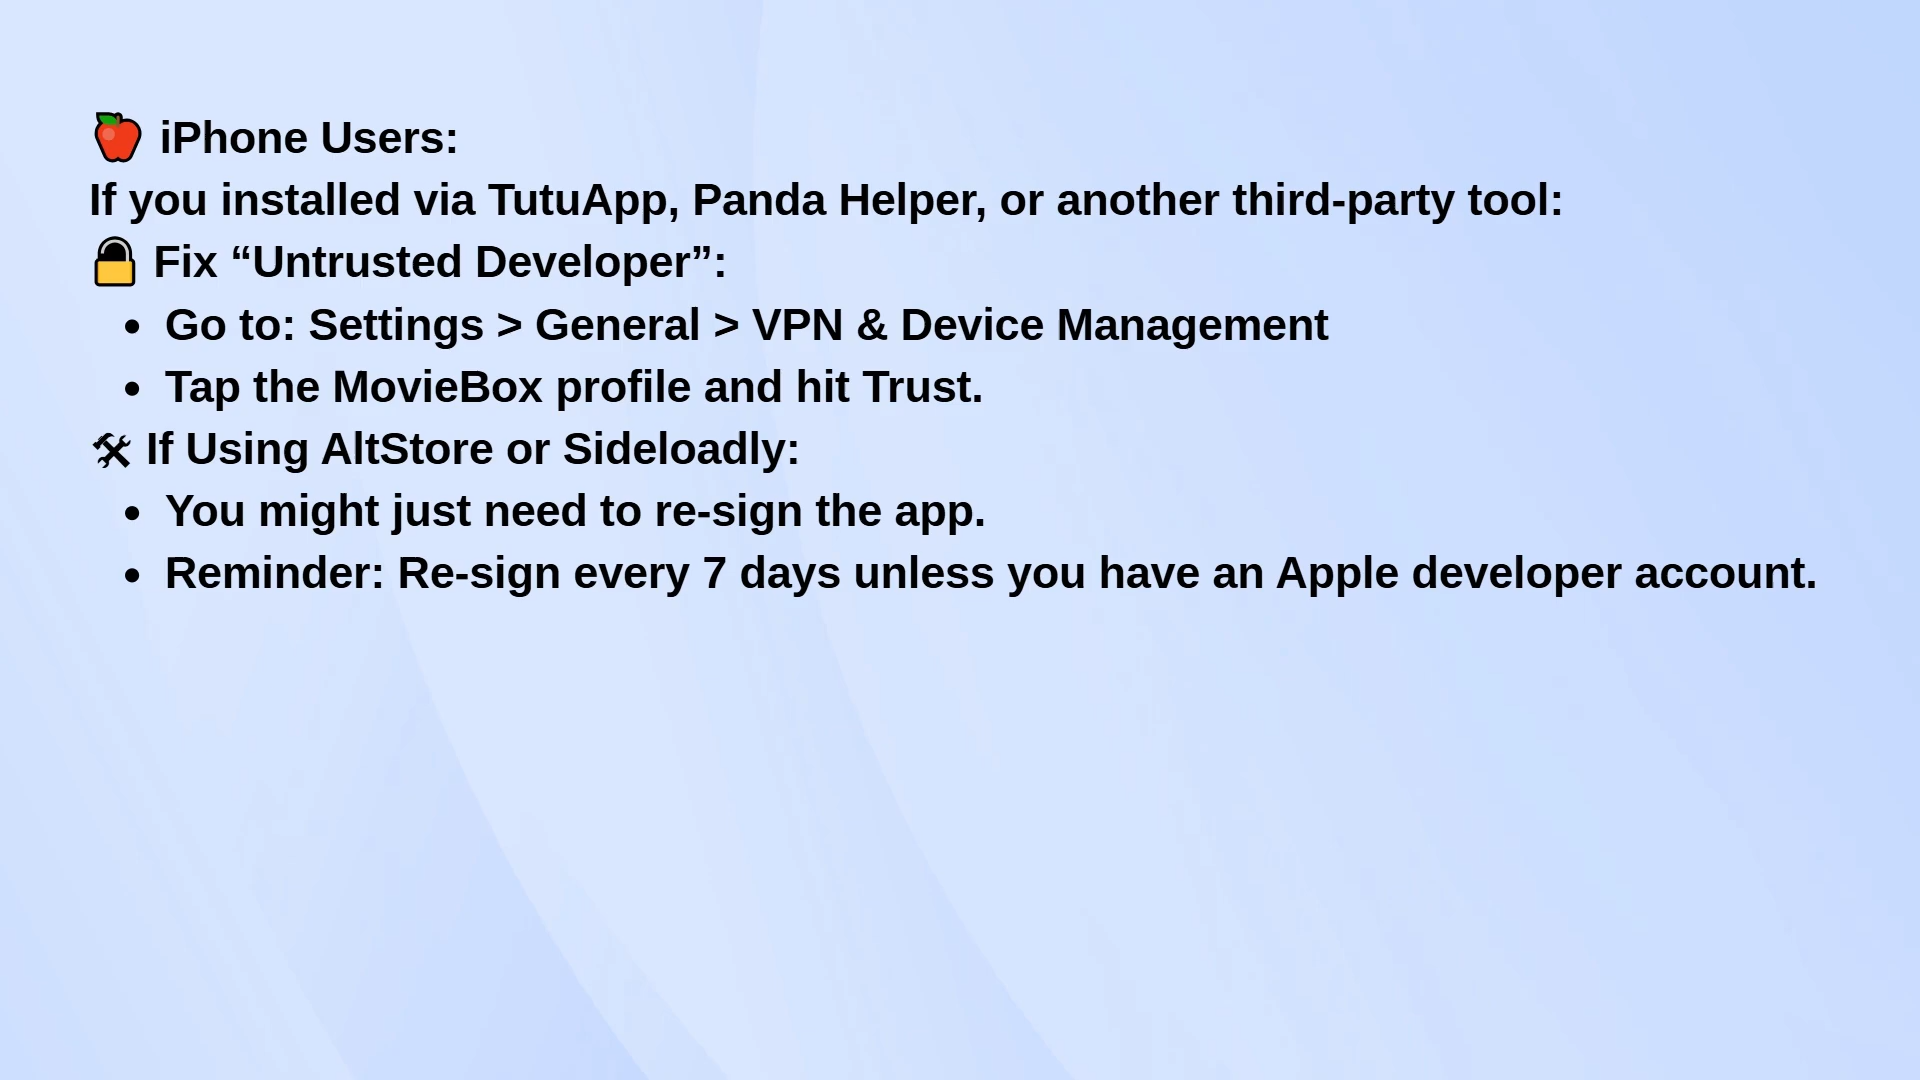 🍎 iPhone Users:
If you installed via TutuApp, Panda Helper, or another third-party tool:
🔒 Fix “Untrusted Developer”:
• Go to: Settings > General > VPN & Device Management
• Tap the MovieBox profile and hit Trust.
🛠 If Using AltStore or Sideloadly:
• You might just need to re-sign the app.
• Reminder: Re-sign every 7 days unless you have an Apple developer account.